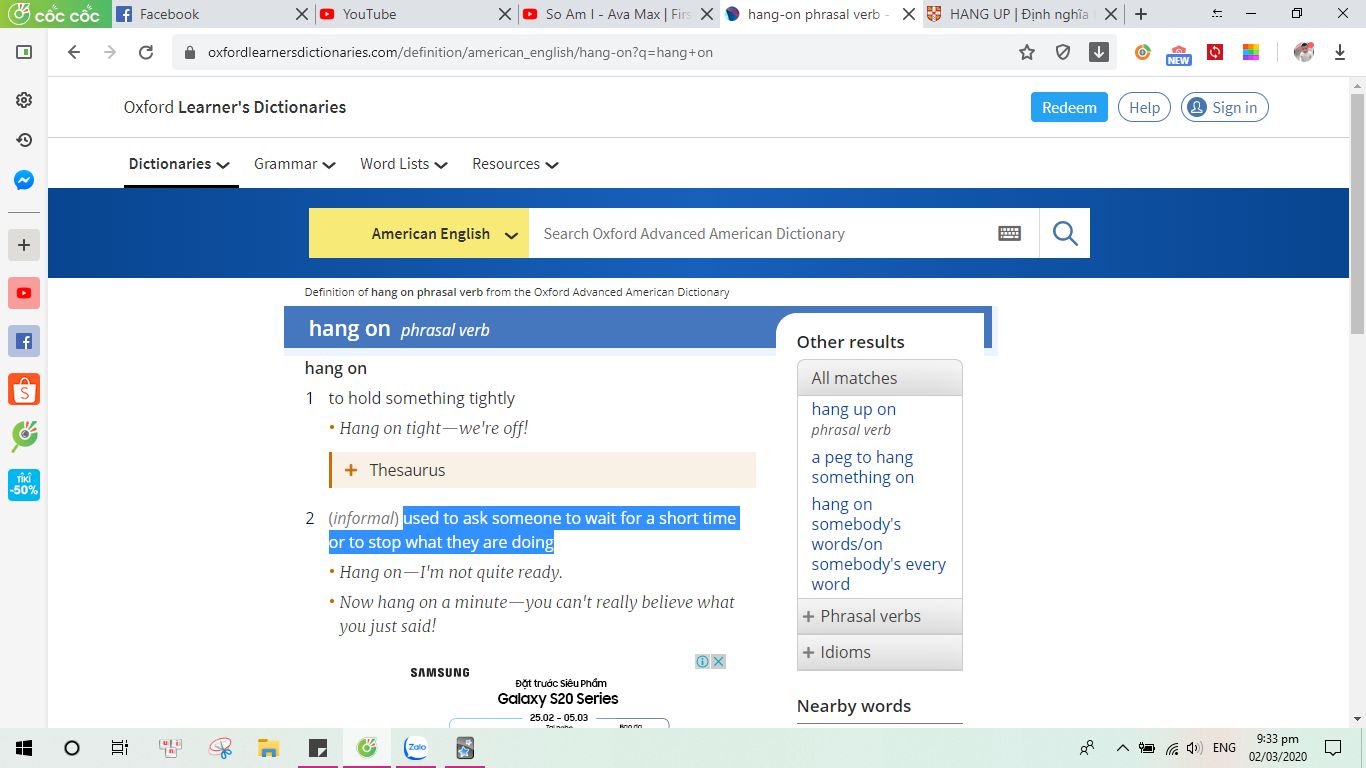 cốc cốc
Facebook
YouTube
So Am I - Ava Max | Firs
hang-on phrasal verb -
HANG UP | Định nghĩa
oxfordlearnersdictionaries.com/definition/american_english/hang-on?q=hang+on
NEW
Oxford Learner's Dictionaries
Redeem
Help
Sign in
Dictionaries
Grammar
Word Lists
Resources
American English
Search Oxford Advanced American Dictionary
Definition of hang on phrasal verb from the Oxford Advanced American Dictionary
hang on phrasal verb
hang on
1 to hold something tightly
• Hang on tight—we're off!
+ Thesaurus
2 (informal) used to ask someone to wait for a short time
or to stop what they are doing
• Hang on—I'm not quite ready.
• Now hang on a minute—you can't really believe what
you just said!
Other results
All matches
hang up on
phrasal verb
a peg to hang
something on
hang on
somebody's
words/on
somebody's every
word
+ Phrasal verbs
+ Idioms
Nearby words
SAMSUNG
Đặt trước Siêu Phẩm
Galaxy S20 Series
25.02 - 05.03
TIKI
-50%
Zalo
ENG
9:33 pm
02/03/2020